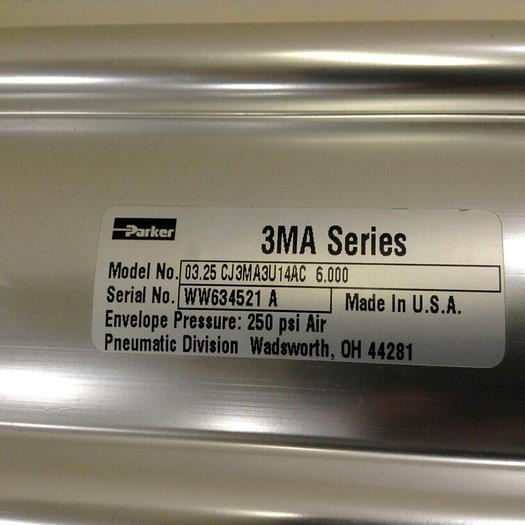 Parker
3MA Series
Model No. 03.25 CJ3MA3U14AC 6.000
Serial No. WW634521 A Made In U.S.A.
Envelope Pressure: 250 psi Air
Pneumatic Division Wadsworth, OH 44281